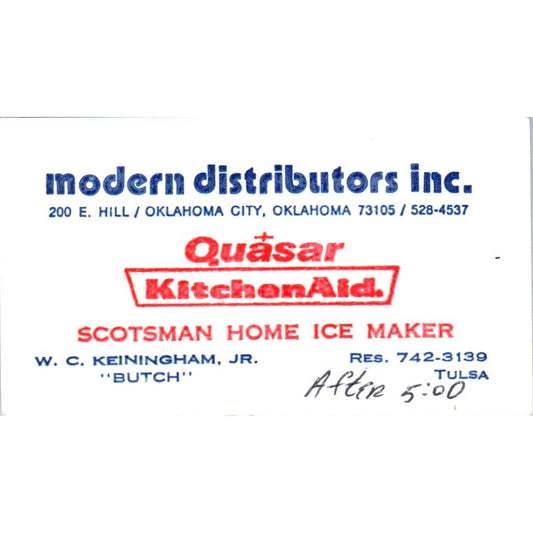 modern distributors inc.
200 E. HILL / OKLAHOMA CITY, OKLAHOMA 73105 / 528-4537
Quasar
KitchenAid.
SCOTSMAN HOME ICE MAKER
W. C. KEININGHAM, JR. RES. 742-3139
"BUTCH" TULSA
After 5:00